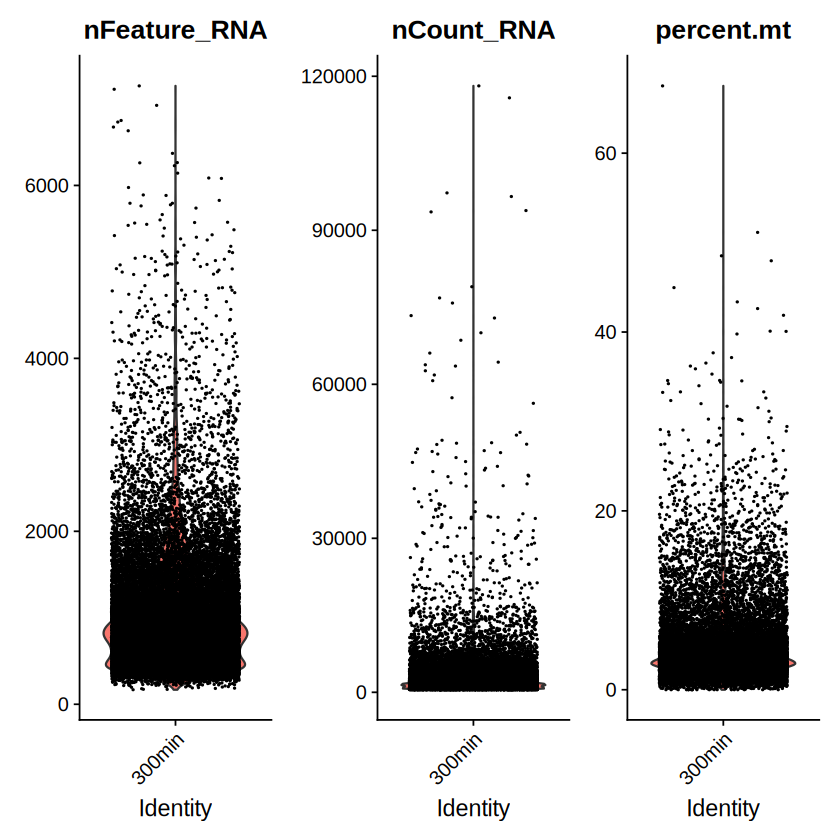 nFeature_RNA
6000
4000
2000
0
300min
Identity
nCount_RNA
120000
90000
60000
30000
0
300min
Identity
percent.mt
60
40
20
0
300min
Identity